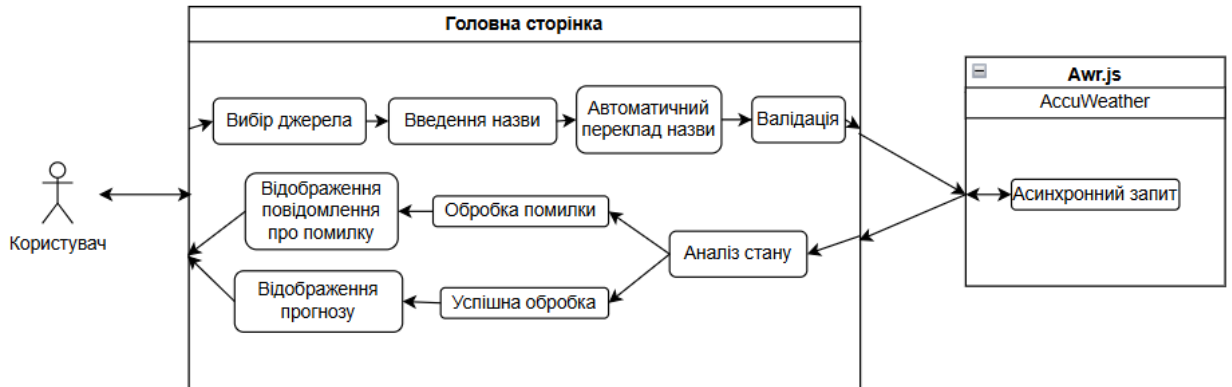 Головна сторінка
Вибір джерела
Введення назви
Автоматичний
переклад назви
Валідація
Awr.js
AccuWeather
Асинхронний запит
Користувач
Відображення
повідомлення
про помилку
Обробка помилки
Аналіз стану
Відображення
прогнозу
Успішна обробка